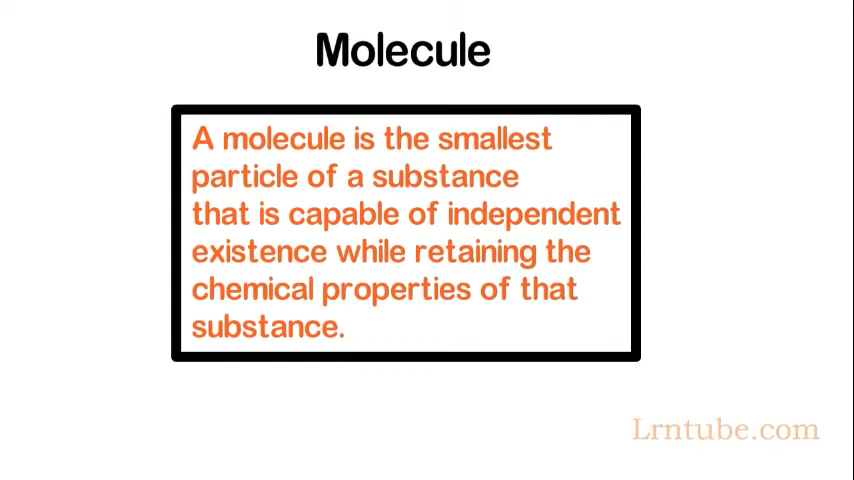 Molecule
A molecule is the smallest
particle of a substance
that is capable of independent
existence while retaining the
chemical properties of that
substance.
Lrntube.com